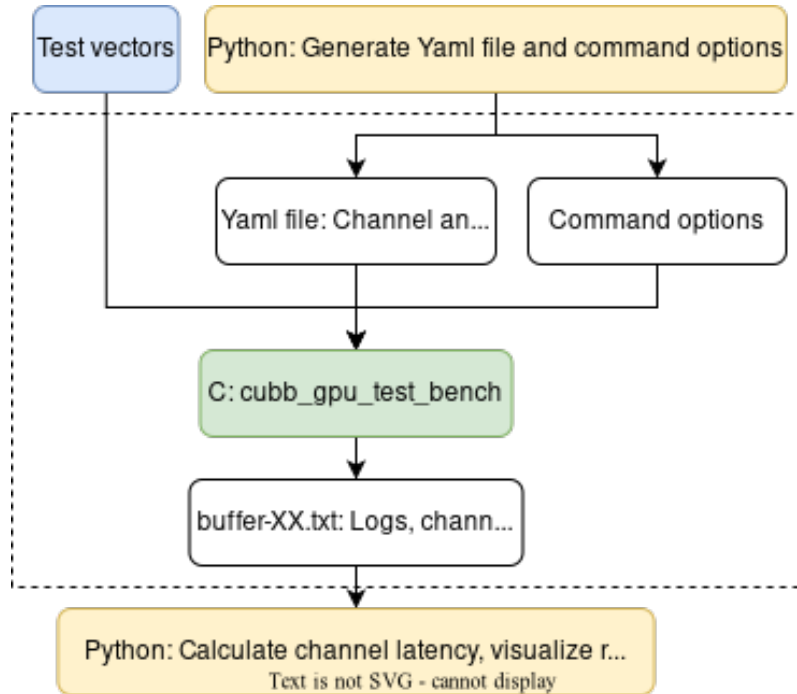 Test vectors
Python: Generate Yaml file and command options
Yaml file: Channel an...
Command options
C: cubb_gpu_test_bench
buffer-XX.txt: Logs, chann...
Python: Calculate channel latency, visualize r...
Text is not SVG - cannot display